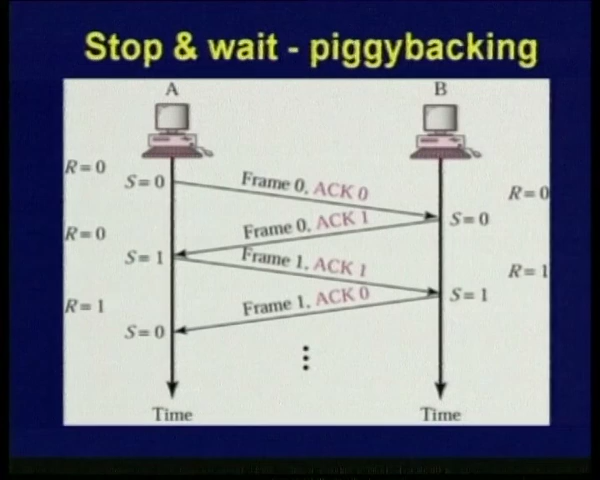 Stop & wait - piggybacking
A B
R=0
S=0 Frame 0, ACK 0 R=0
R=0 Frame 0, ACK 1 S=0
S=1 Frame 1, ACK 1 R=1
R=1 Frame 1, ACK 0 S=1
S=0
Time Time